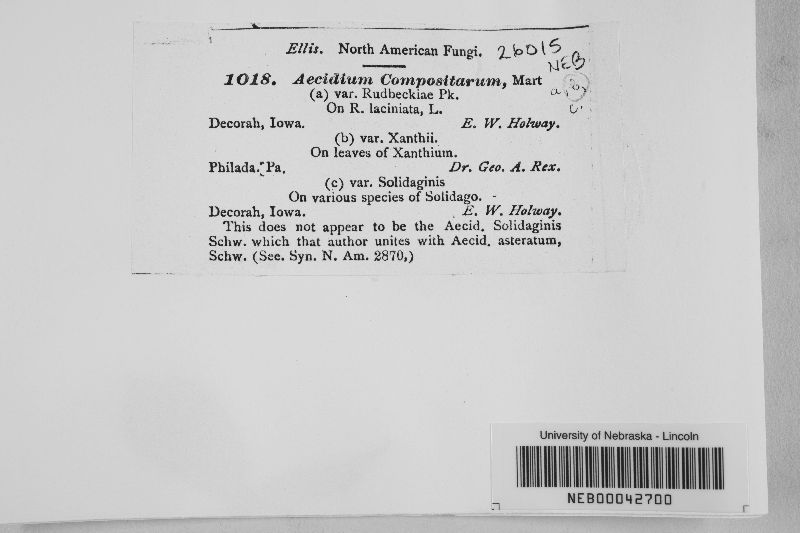 Ellis. North American Fungi. 26015
NEB
1018. Aecidium Compositarum, Mart
(a) var. Rudbeckiae Pk. a, b,
On R. laciniata, L. c.
Decorah, Iowa. E. W. Holway.
(b) var. Xanthii.
On leaves of Xanthium.
Philada. Pa. Dr. Geo. A. Rex.
(c) var. Solidaginis
On various species of Solidago.
Decorah, Iowa. E. W. Holway.
This does not appear to be the Aecid. Solidaginis
Schw. which that author unites with Aecid. asteratum,
Schw. (See. Syn. N. Am. 2870,)
University of Nebraska - Lincoln
NEB00042700